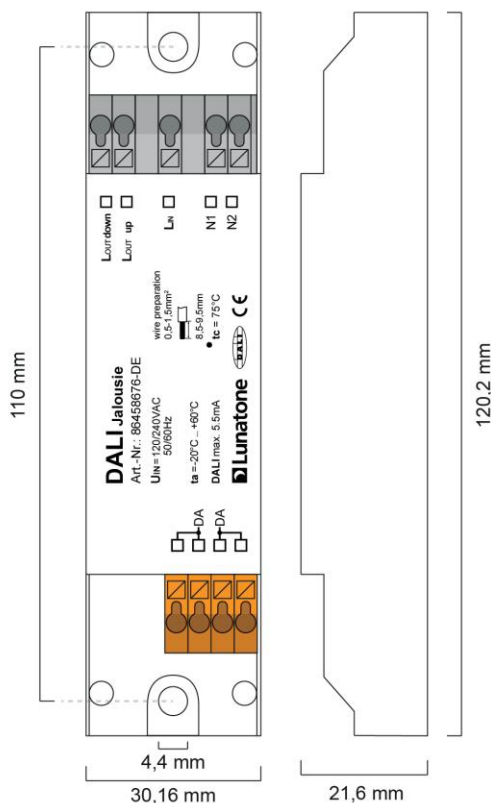 LOUT down
LOUT up
LIN
N1
N2
DALI Jalousie
Art.-Nr.: 86458676-DE
UIN=120/240VAC
50/60Hz
wire preparation
0,5-1,5mm²
8,5-9,5mm
ta =-20°C .. +60°C
• tc = 75°C
DALI max. 5.5mA
Lunatone
DALI
CE
DA
DA
110 mm
120,2 mm
4,4 mm
30,16 mm
21,6 mm